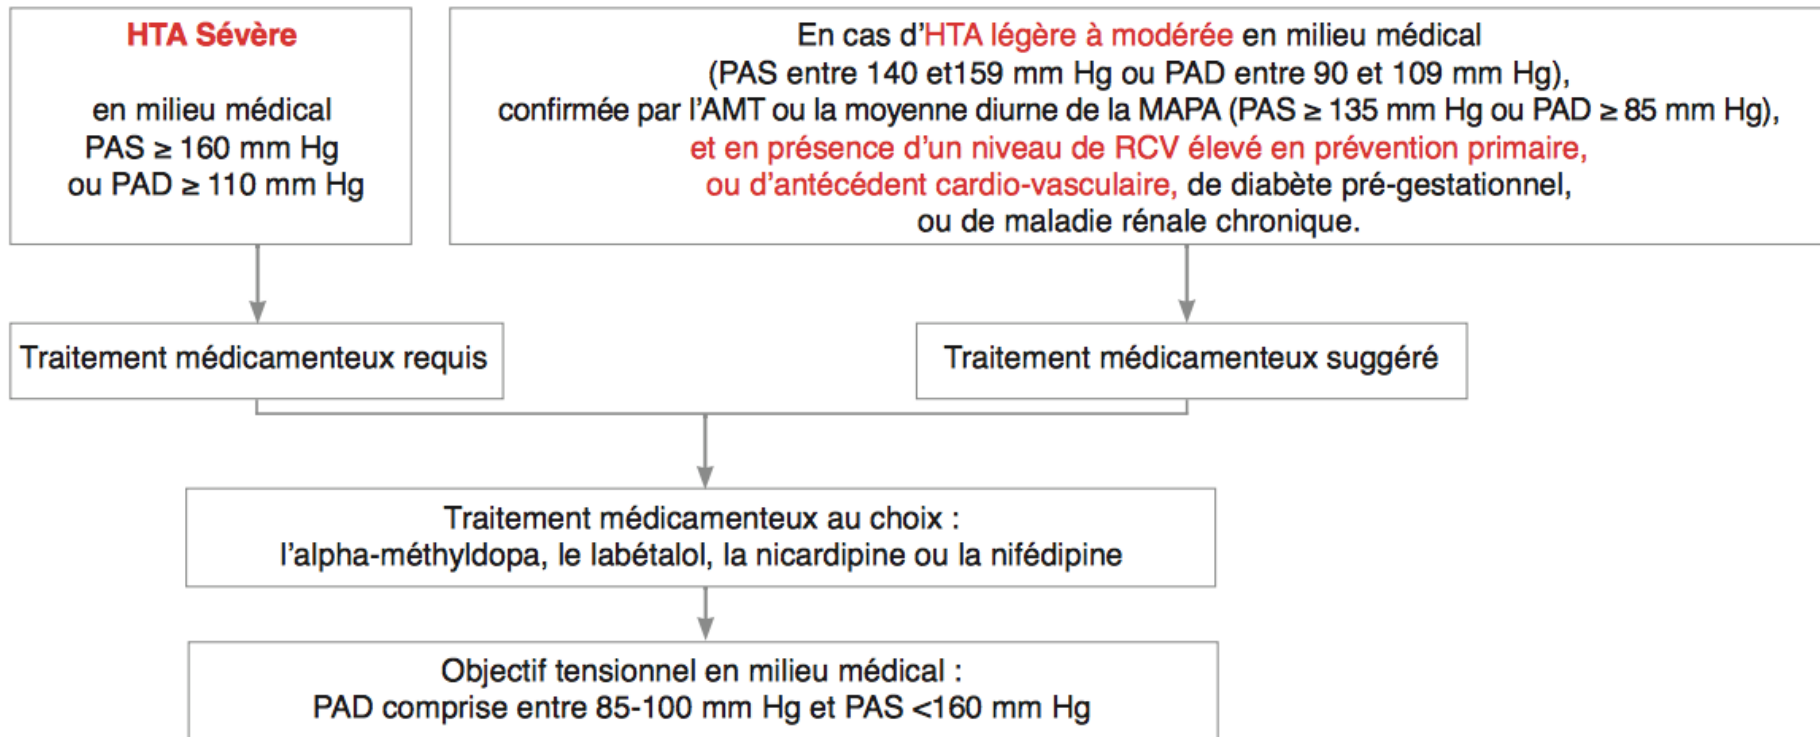 HTA Sévère
en milieu médical
PAS ≥ 160 mm Hg
ou PAD ≥ 110 mm Hg
En cas d'HTA légère à modérée en milieu médical
(PAS entre 140 et159 mm Hg ou PAD entre 90 et 109 mm Hg),
confirmée par l'AMT ou la moyenne diurne de la MAPA (PAS ≥ 135 mm Hg ou PAD ≥ 85 mm Hg),
et en présence d'un niveau de RCV élevé en prévention primaire,
ou d'antécédent cardio-vasculaire, de diabète pré-gestationnel,
ou de maladie rénale chronique.
Traitement médicamenteux requis
Traitement médicamenteux suggéré
Traitement médicamenteux au choix :
l'alpha-méthyldopa, le labétalol, la nicardipine ou la nifédipine
Objectif tensionnel en milieu médical :
PAD comprise entre 85-100 mm Hg et PAS <160 mm Hg